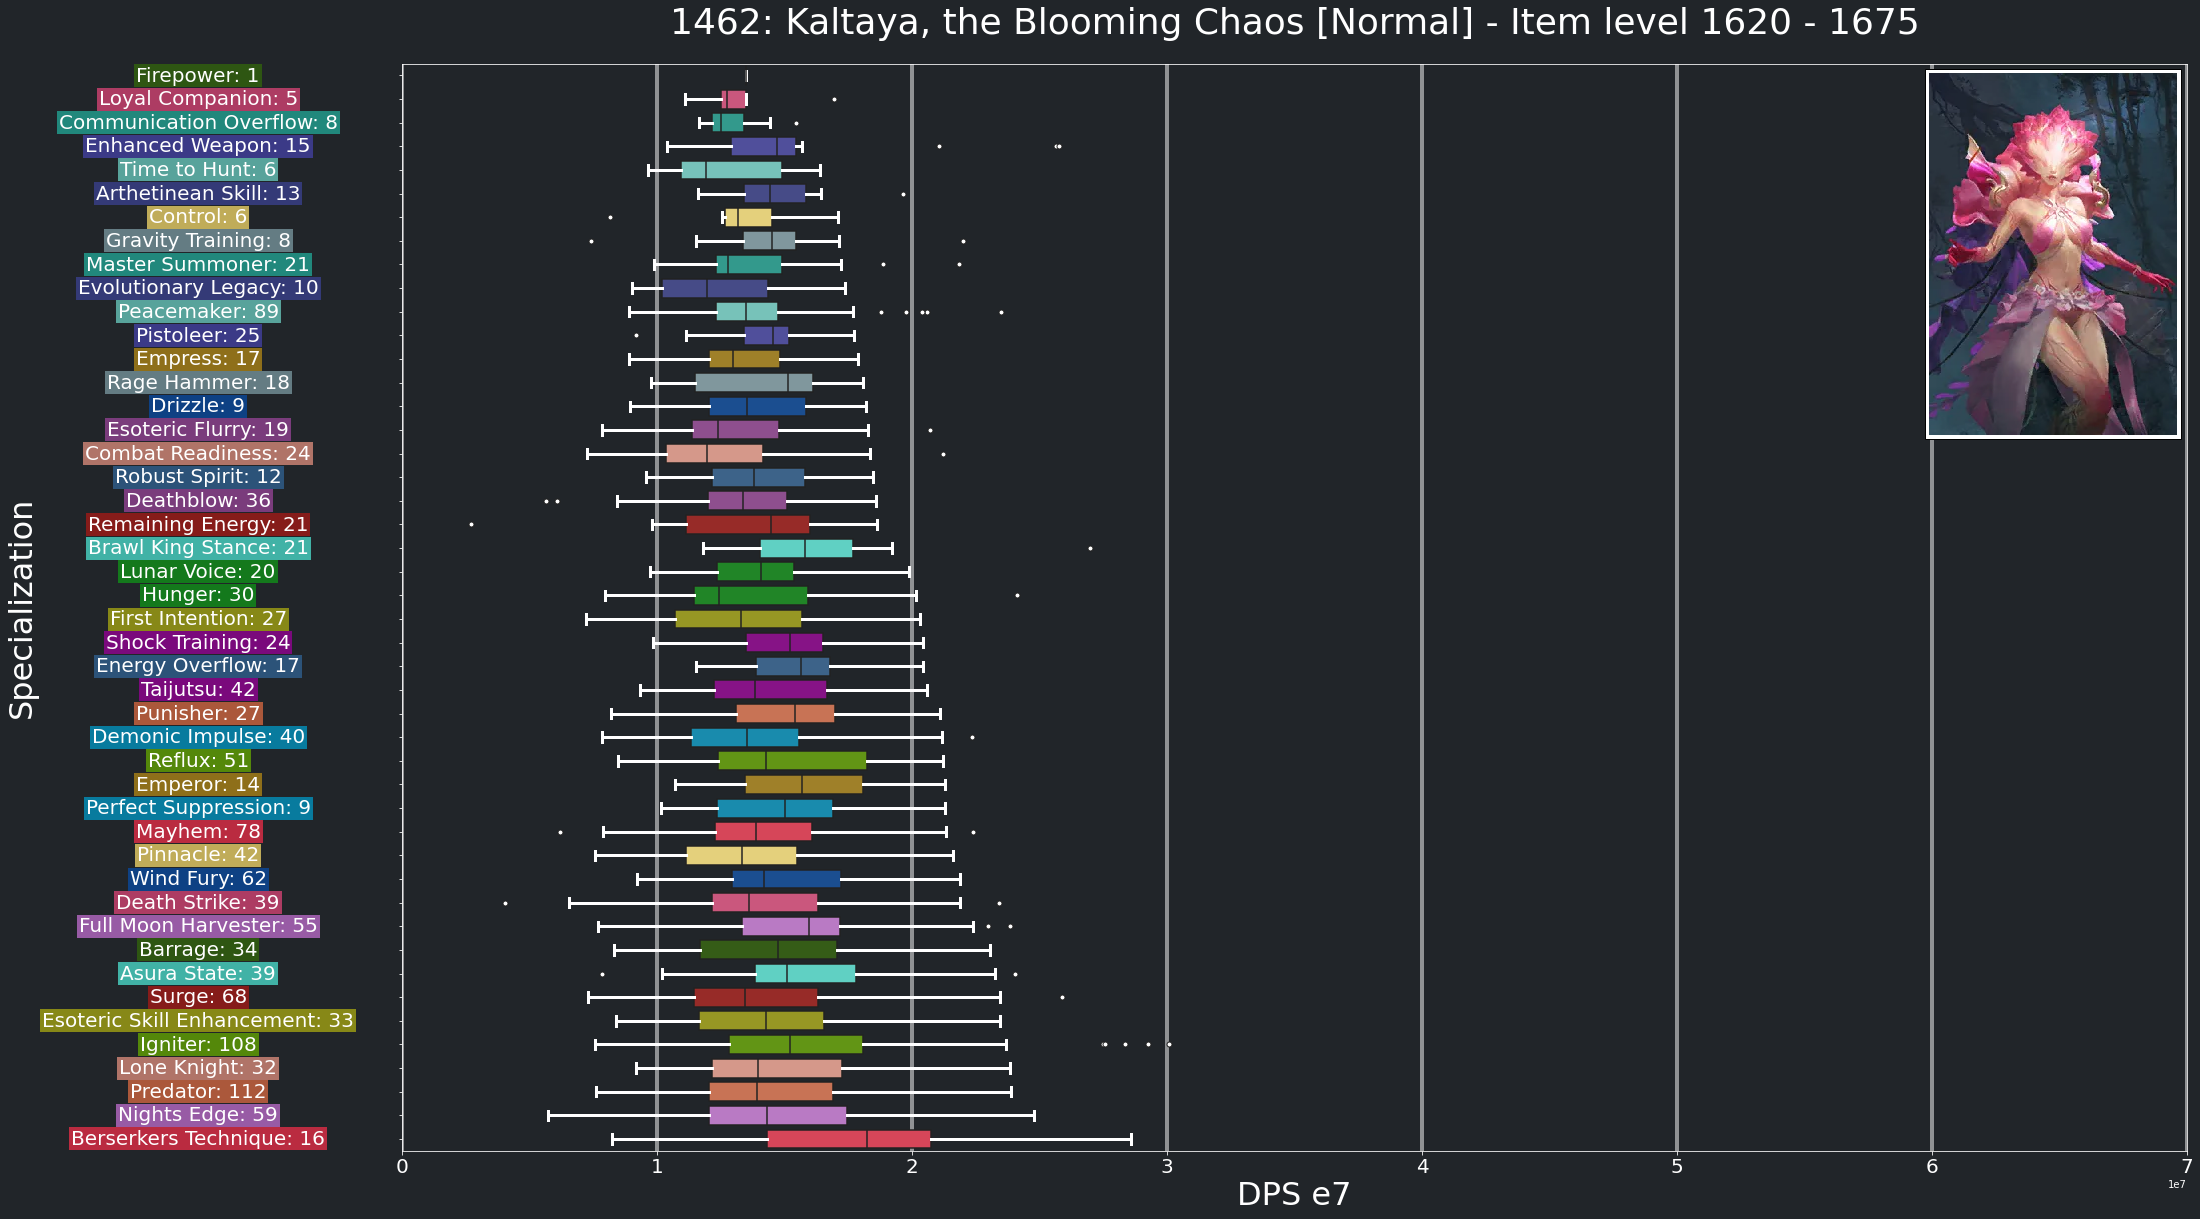 1462: Kaltaya, the Blooming Chaos [Normal] - Item level 1620 - 1675
Specialization
Firepower: 1
Loyal Companion: 5
Communication Overflow: 8
Enhanced Weapon: 15
Time to Hunt: 6
Arthetinean Skill: 13
Control: 6
Gravity Training: 8
Master Summoner: 21
Evolutionary Legacy: 10
Peacemaker: 89
Pistoleer: 25
Empress: 17
Rage Hammer: 18
Drizzle: 9
Esoteric Flurry: 19
Combat Readiness: 24
Robust Spirit: 12
Deathblow: 36
Remaining Energy: 21
Brawl King Stance: 21
Lunar Voice: 20
Hunger: 30
First Intention: 27
Shock Training: 24
Energy Overflow: 17
Taijutsu: 42
Punisher: 27
Demonic Impulse: 40
Reflux: 51
Emperor: 14
Perfect Suppression: 9
Mayhem: 78
Pinnacle: 42
Wind Fury: 62
Death Strike: 39
Full Moon Harvester: 55
Barrage: 34
Asura State: 39
Surge: 68
Esoteric Skill Enhancement: 33
Igniter: 108
Lone Knight: 32
Predator: 112
Nights Edge: 59
Berserkers Technique: 16
0 1 2 3 4 5 6 7
1e7
DPS e7